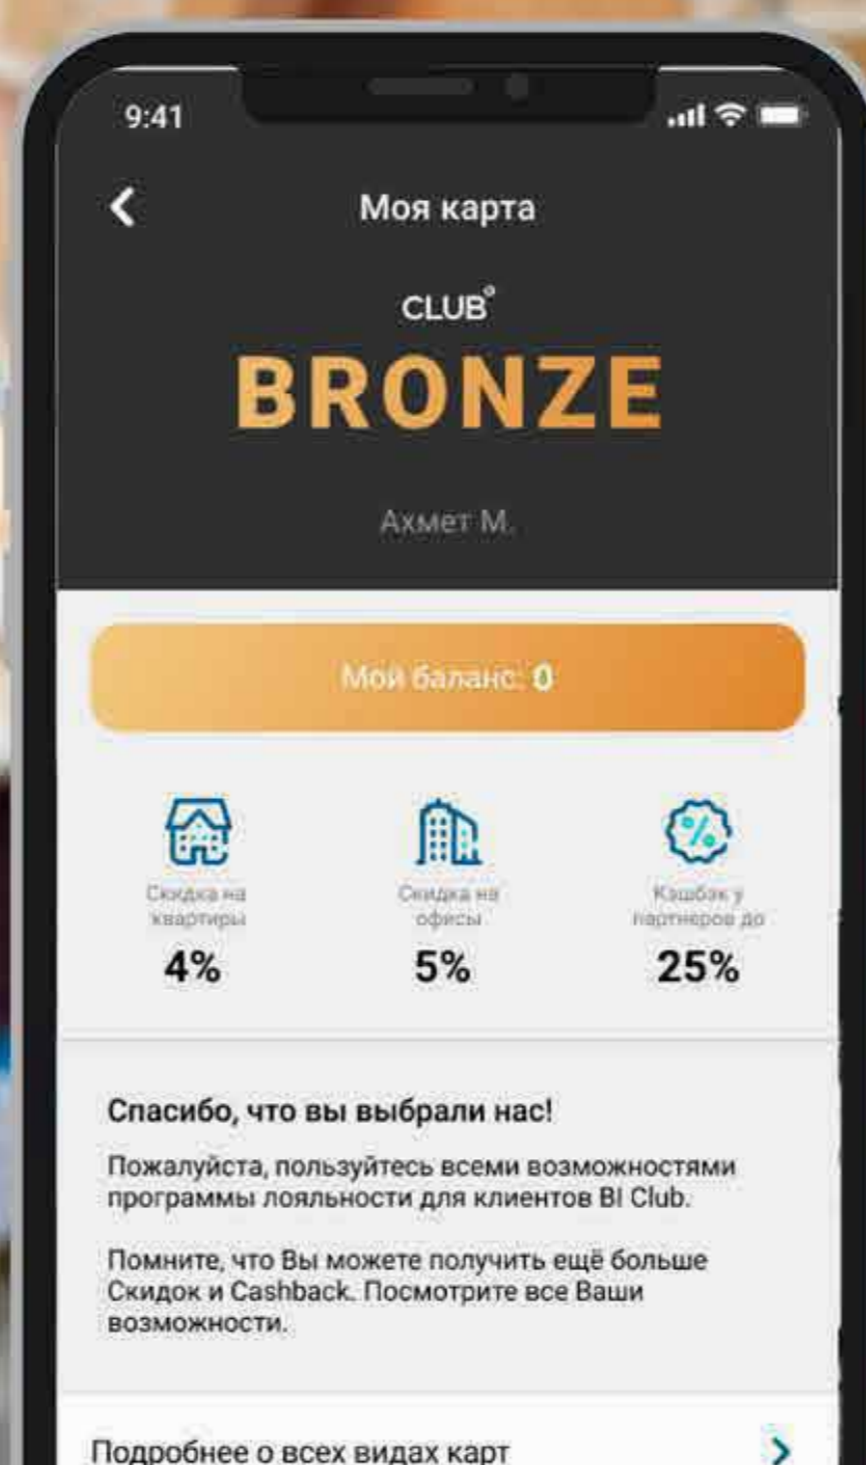 9:41
Моя карта
CLUB
BRONZE
Ахмет М.
Мой баланс: 0
Скидка на
квартиры
4%
Скидка на
офисы
5%
Кэшбэк у
партнеров до
25%
Спасибо, что вы выбрали нас!
Пожалуйста, пользуйтесь всеми возможностями
программы лояльности для клиентов BI Club.
Помните, что Вы можете получить ещё больше
Скидок и Cashback. Посмотрите все Ваши
возможности.
Подробнее о всех видах карт